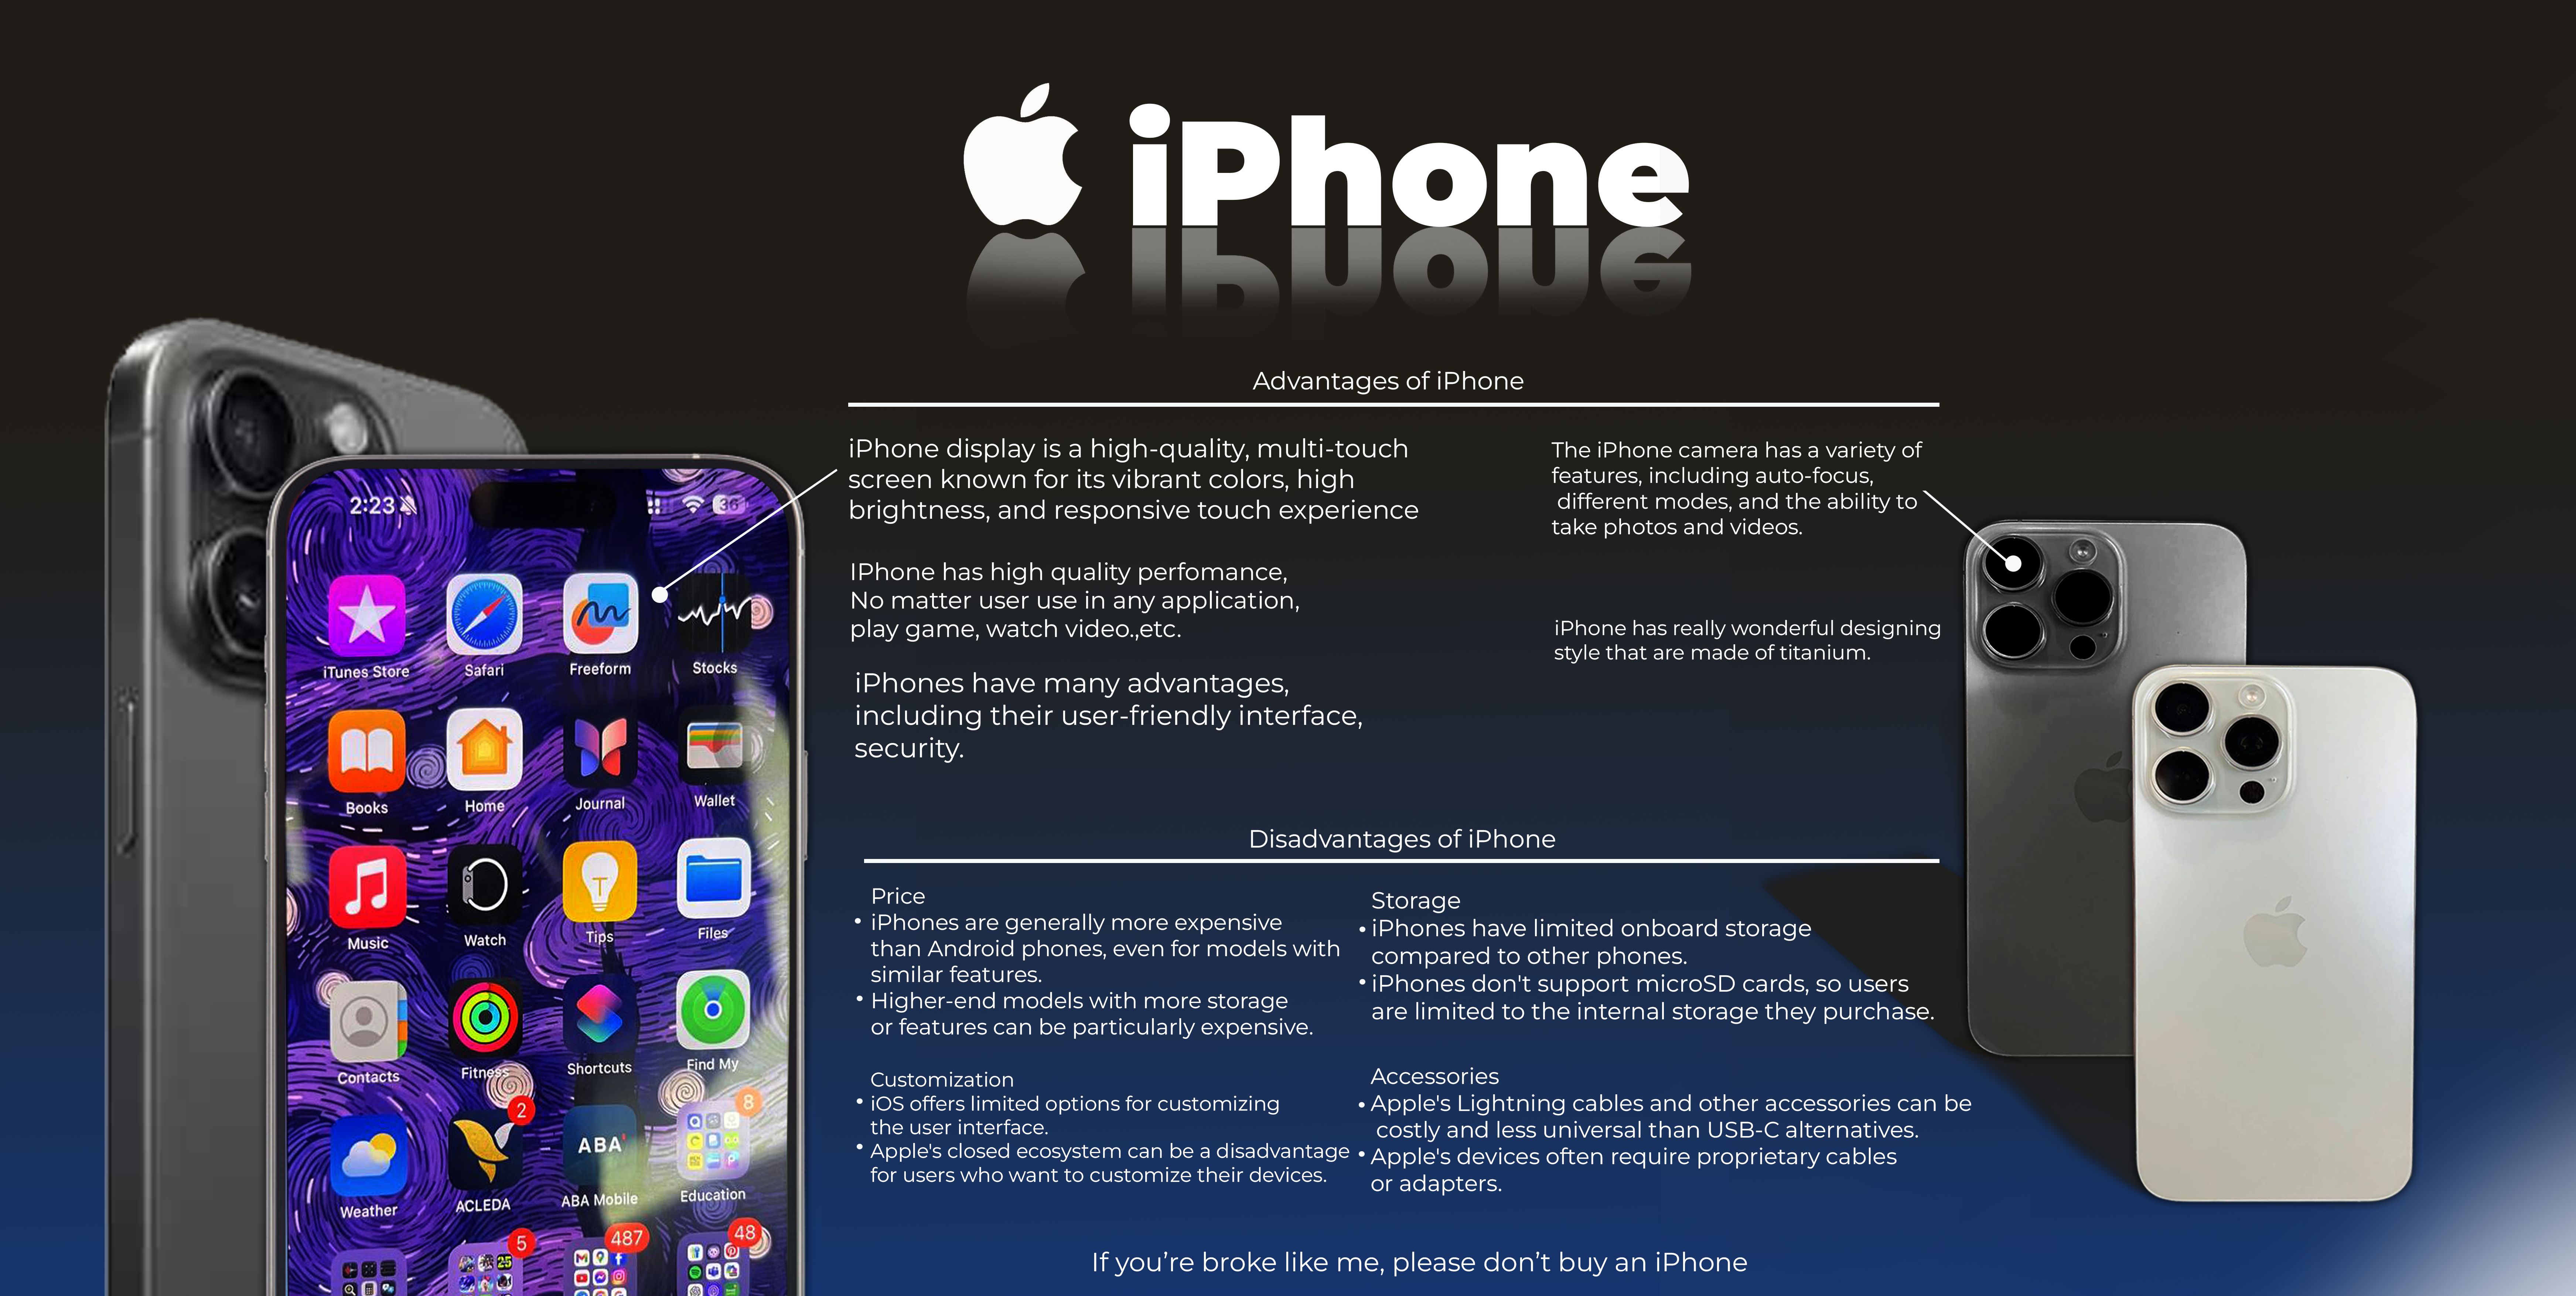 iPhone
Advantages of iPhone
iPhone display is a high-quality, multi-touch
screen known for its vibrant colors, high
brightness, and responsive touch experience
IPhone has high quality perfomance,
No matter user use in any application,
play game, watch video.,etc.
iPhones have many advantages,
including their user-friendly interface,
security.
The iPhone camera has a variety of
features, including auto-focus,
different modes, and the ability to
take photos and videos.
iPhone has really wonderful designing
style that are made of titanium.
Disadvantages of iPhone
Price
• iPhones are generally more expensive
than Android phones, even for models with
similar features.
• Higher-end models with more storage
or features can be particularly expensive.
Customization
• iOS offers limited options for customizing
the user interface.
• Apple's closed ecosystem can be a disadvantage
for users who want to customize their devices.
Storage
• iPhones have limited onboard storage
compared to other phones.
• iPhones don't support microSD cards, so users
are limited to the internal storage they purchase.
Accessories
• Apple's Lightning cables and other accessories can be
costly and less universal than USB-C alternatives.
• Apple's devices often require proprietary cables
or adapters.
If you’re broke like me, please don’t buy an iPhone
2:23 36
iTunes Store Safari Freeform Stocks
Books Home Journal Wallet
Music Watch Tips Files
Contacts Fitness Shortcuts Find My
2 8
ABA'
Weather ACLEDA ABA Mobile Education
5 487 48
25